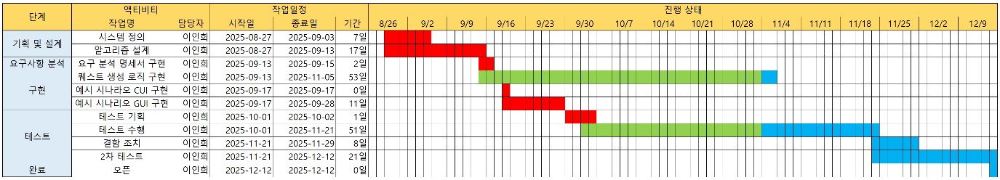 단계 액티비티 작업일정 진행 상태
작업명 담당자 시작일 종료일 기간 8/26 9/2 9/9 9/16 9/23 9/30 10/7 10/14 10/21 10/28 11/4 11/11 11/18 11/25 12/2 12/9
기획 및 설계 시스템 정의 이인희 2025-08-27 2025-09-03 7일
알고리즘 설계 이인희 2025-08-27 2025-09-13 17일
요구사항 분석 요구 분석 명세서 구현 이인희 2025-09-13 2025-09-15 2일
구현 퀘스트 생성 로직 구현 이인희 2025-09-13 2025-11-05 53일
예시 시나라오 CUI 구현 이인희 2025-09-17 2025-09-17 0일
예시 시나리오 GUI 구현 이인희 2025-09-17 2025-09-28 11일
테스트 테스트 기획 이인희 2025-10-01 2025-10-02 1일
테스트 수행 이인희 2025-10-01 2025-11-21 51일
결함 조치 이인희 2025-11-21 2025-11-29 8일
2차 테스트 이인희 2025-11-21 2025-12-12 21일
완료 오픈 이인희 2025-12-12 2025-12-12 0일